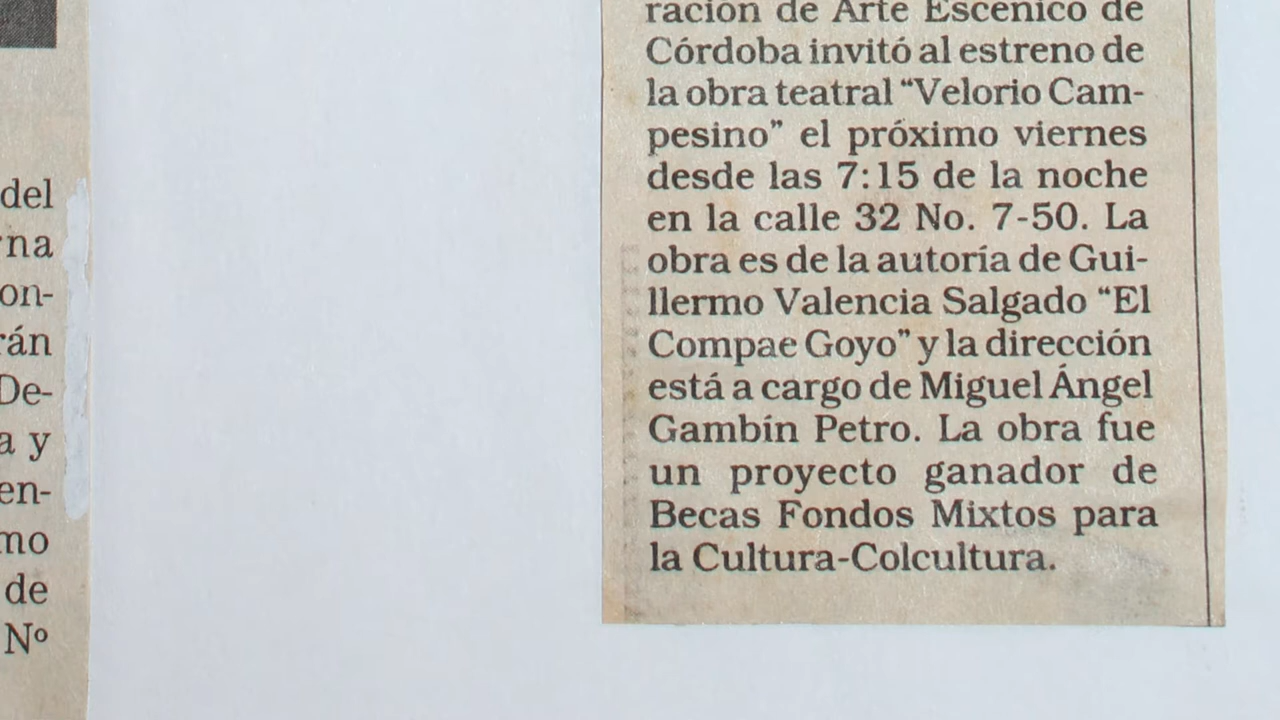 del
rna
on-
rán
De-
a y
en-
mo
de
Nº
ración de Arte Escénico de
Córdoba invitó al estreno de
la obra teatral “Velorio Cam-
pesino” el próximo viernes
desde las 7:15 de la noche
en la calle 32 No. 7-50. La
obra es de la autoría de Gui-
llermo Valencia Salgado “El
Compae Goyo” y la dirección
está a cargo de Miguel Ángel
Gambín Petro. La obra fue
un proyecto ganador de
Becas Fondos Mixtos para
la Cultura-Colcultura.